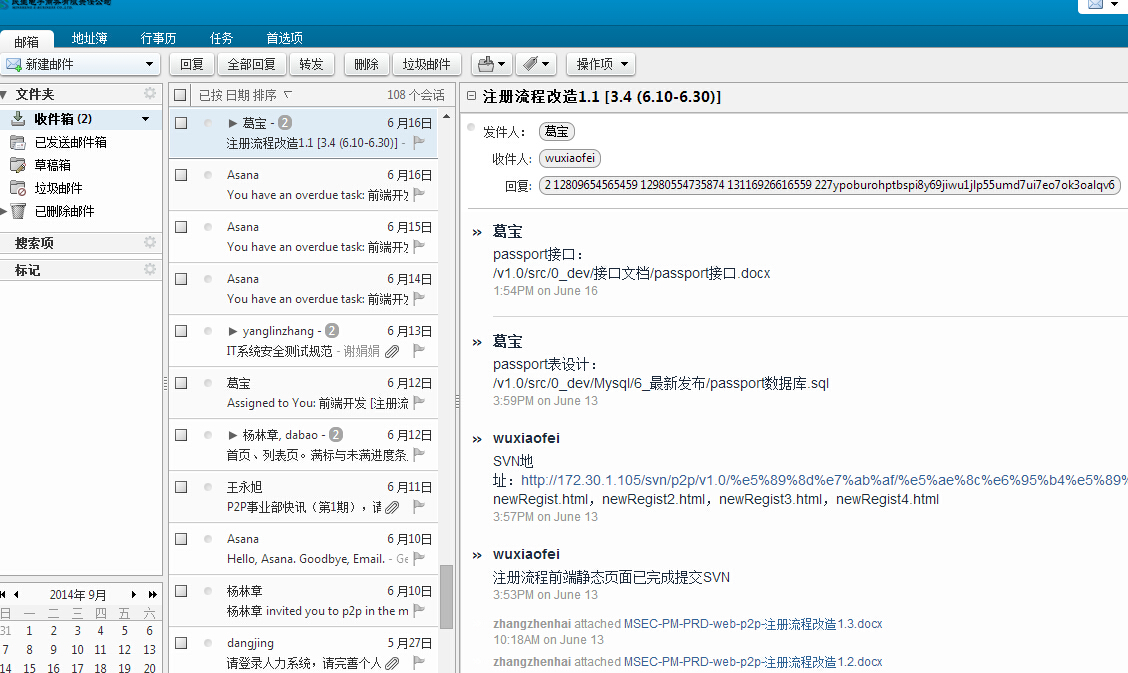 邮箱 地址簿 行事历 任务 首选项
新建邮件 回复 全部回复 转发 删除 垃圾邮件 操作项
文件夹
收件箱 (2)
已发送邮件箱
草稿箱
垃圾邮件
已删除邮件
搜索项
标记
2014年 9月
日 一 二 三 四 五 六
31 1 2 3 4 5 6
7 8 9 10 11 12 13
14 15 16 17 18 19 20
已按 日期 排序 108 个会话
葛宝 - 2 6 月16日
注册流程改造1.1 [3.4 (6.10-6.30)] -
Asana 6 月16日
You have an overdue task: 前端开发
Asana 6 月15日
You have an overdue task: 前端开发
Asana 6 月14日
You have an overdue task: 前端开发
yanglinzhang - 2 6 月13日
IT系统安全测试规范 - 谢娟娟
葛宝 6 月12日
Assigned to You: 前端开发 [注册流
杨林章, dabao - 2 6 月12日
首页、列表页。满标与未满进度条
王永旭 6 月11日
P2P事业部快讯（第1期），请
Asana 6 月10日
Hello, Asana. Goodbye, Email. - Ge
杨林章 6 月10日
杨林章 invited you to p2p in the m
dangjing 5 月27日
请登录人力系统，请完善个人
注册流程改造1.1 [3.4 (6.10-6.30)]
发件人: 葛宝
收件人: wuxiaofei
回复: 2 12809654565459 12980554735874 13116926616559 227ypoburohptbspi8y69jiwu1jlp55umd7ui7eo7ok3oalqv6
» 葛宝
passport接口：
/v1.0/src/0_dev/接口文档/passport接口.docx
1:54PM on June 16
» 葛宝
passport表设计：
/v1.0/src/0_dev/Mysql/6_最新发布/passport数据库.sql
3:59PM on June 13
» wuxiaofei
SVN地
址：http://172.30.1.105/svn/p2p/v1.0/%e5%89%8d%e7%ab%af/%e5%ae%8c%e6%95%b4%e5%89%
newRegist.html，newRegist2.html，newRegist3.html，newRegist4.html
3:57PM on June 13
» wuxiaofei
注册流程前端静态页面已完成提交SVN
3:53PM on June 13
zhangzhenhai attached MSEC-PM-PRD-web-p2p-注册流程改造1.3.docx
10:18AM on June 13
zhangzhenhai attached MSEC-PM-PRD-web-p2p-注册流程改造1.2.docx